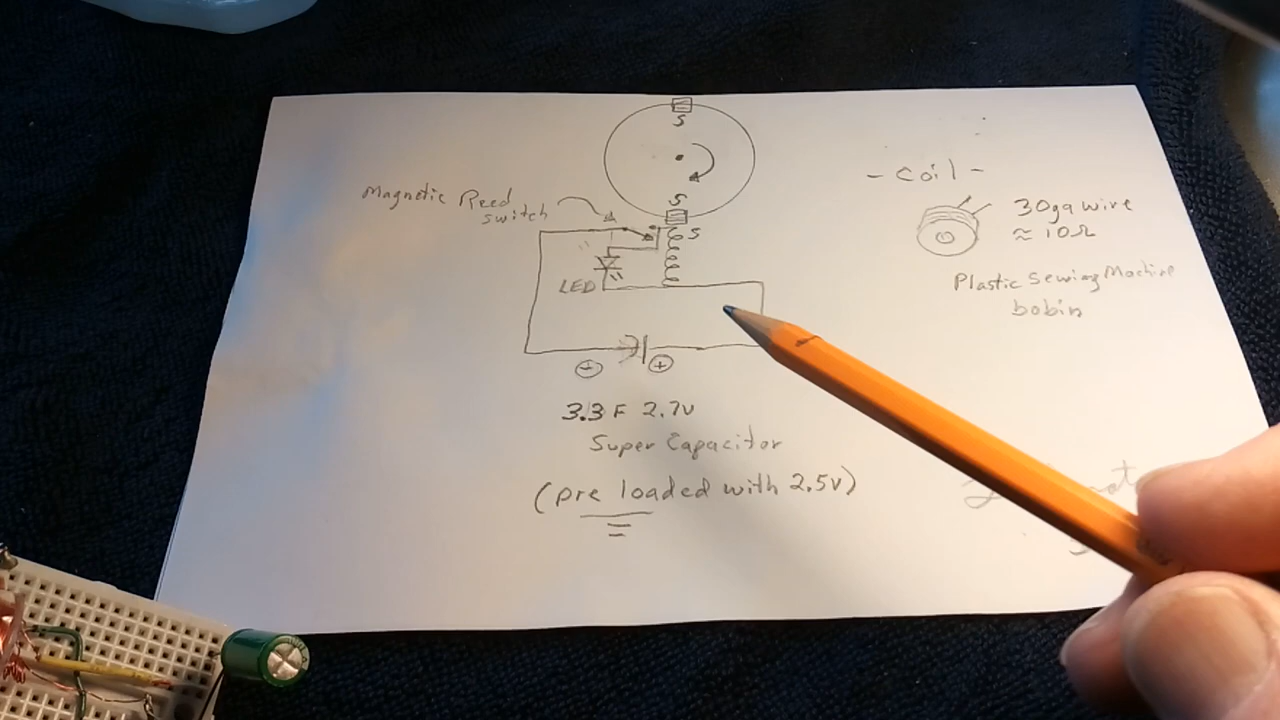 S
S
Magnetic Reed
switch
S
LED
- +
3.3 F 2.7v
Super Capacitor
(pre loaded with 2.5v)
- Coil -
30ga wire
≈ 10Ω
Plastic Sewing Machine
bobin